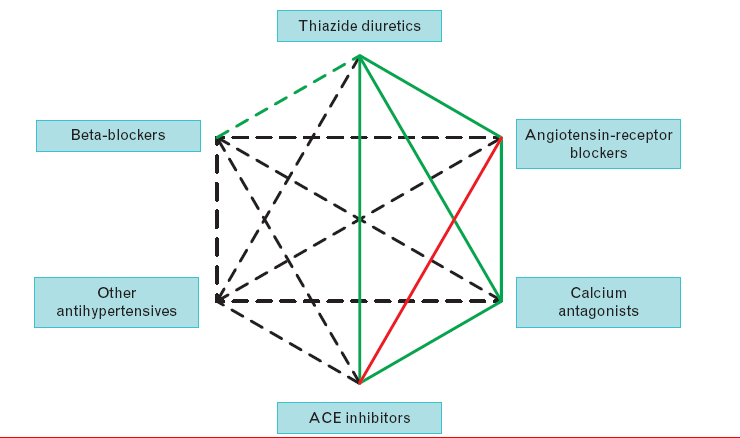 Thiazide diuretics
Beta-blockers
Angiotensin-receptor
blockers
Other
antihypertensives
Calcium
antagonists
ACE inhibitors